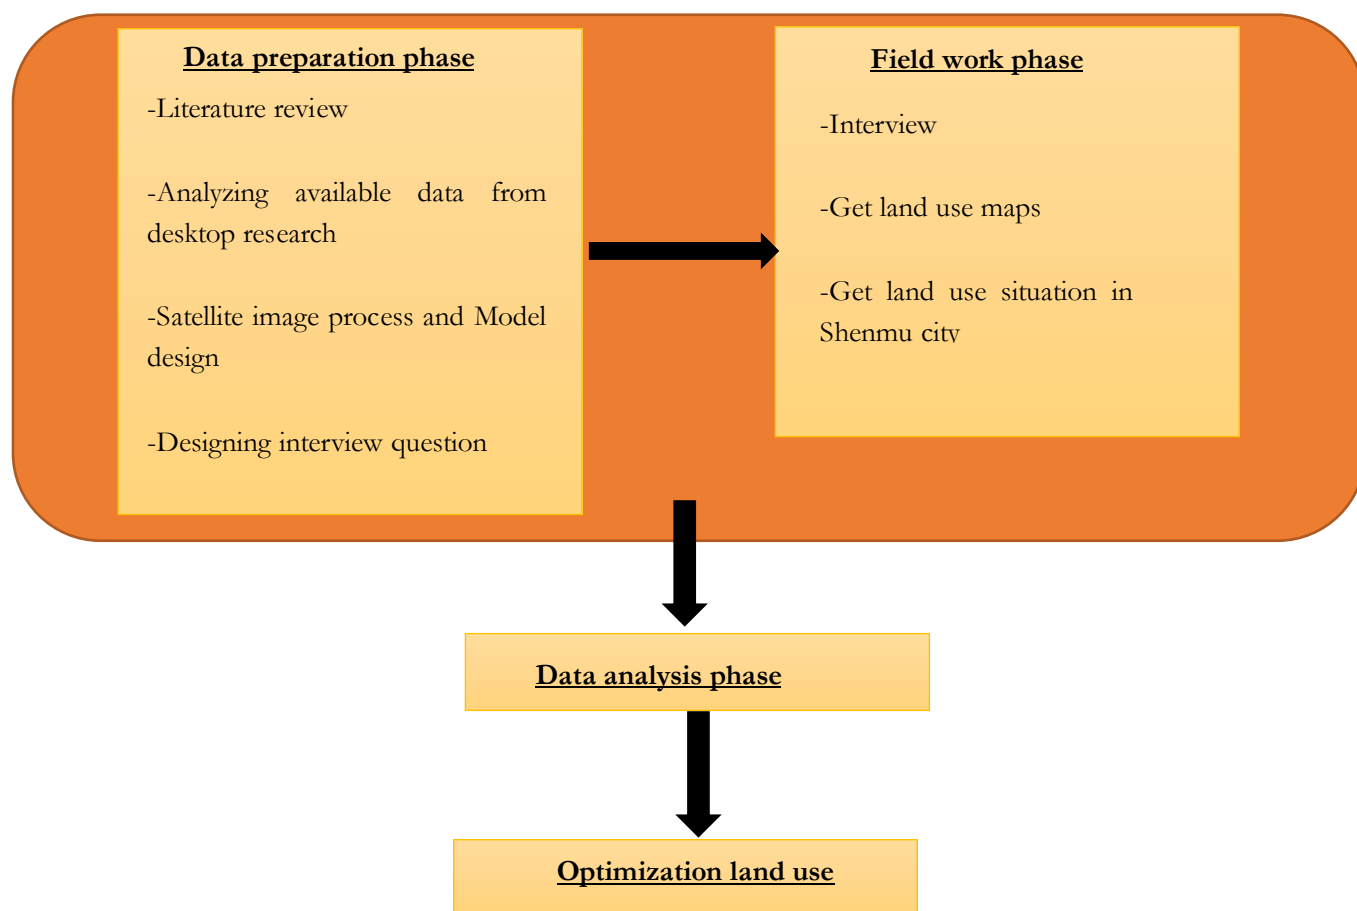 Data preparation phase
-Literature review
-Analyzing available data from
desktop research
-Satellite image process and Model
design
-Designing interview question
Field work phase
-Interview
-Get land use maps
-Get land use situation in
Shenmu city
Data analysis phase
Optimization land use